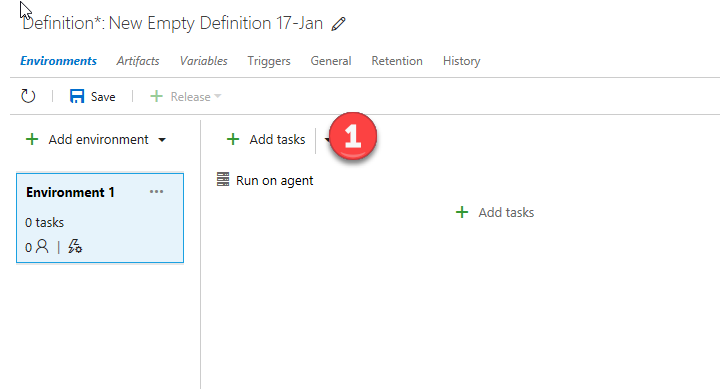 Definition*: New Empty Definition 17-Jan
Environments Artifacts Variables Triggers General Retention History
Save Release
Add environment Add tasks 1
Environment 1 ...
Run on agent
0 tasks
Add tasks
0 |